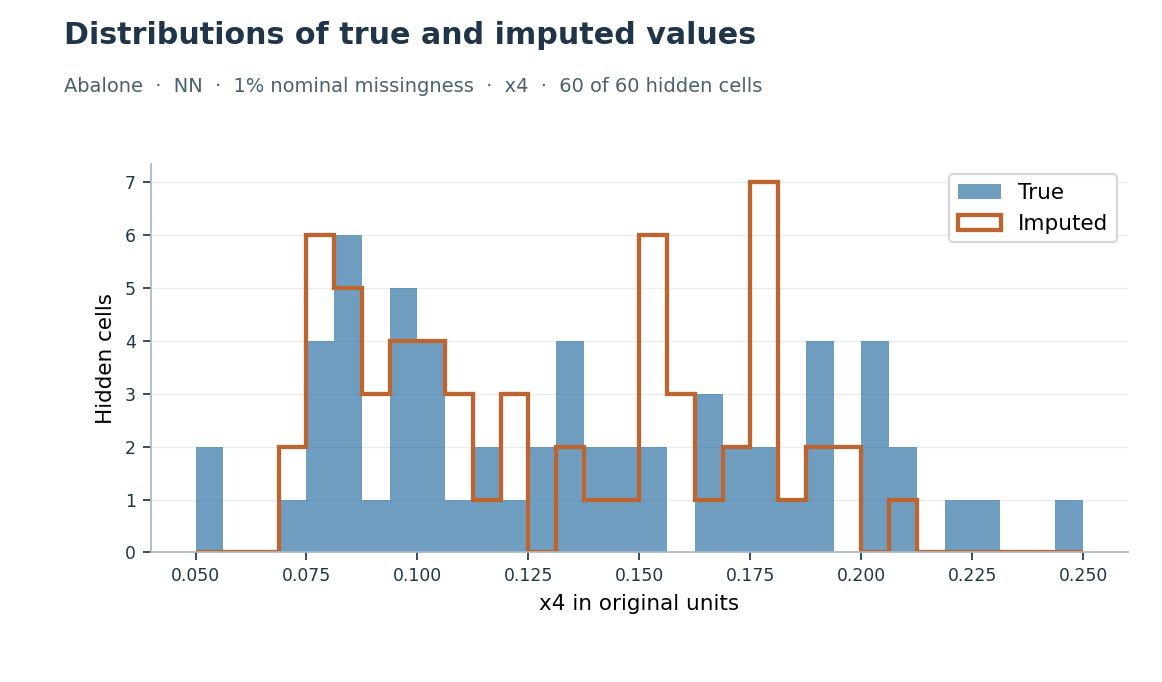 Distributions of true and imputed values
Abalone · NN · 1% nominal missingness · x4 · 60 of 60 hidden cells
7
6
5
4
3
2
1
0
Hidden cells
True
Imputed
0.050 0.075 0.100 0.125 0.150 0.175 0.200 0.225 0.250
x4 in original units